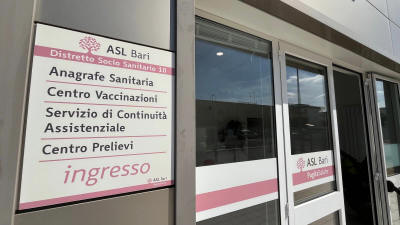 ASL Bari
Distretto Socio Sanitario 10
Anagrafe Sanitaria
Centro Vaccinazioni
Servizio di Continuità
Assistenziale
Centro Prelievi
ingresso
ASL Bari
ASL Bari
PugliaSalute